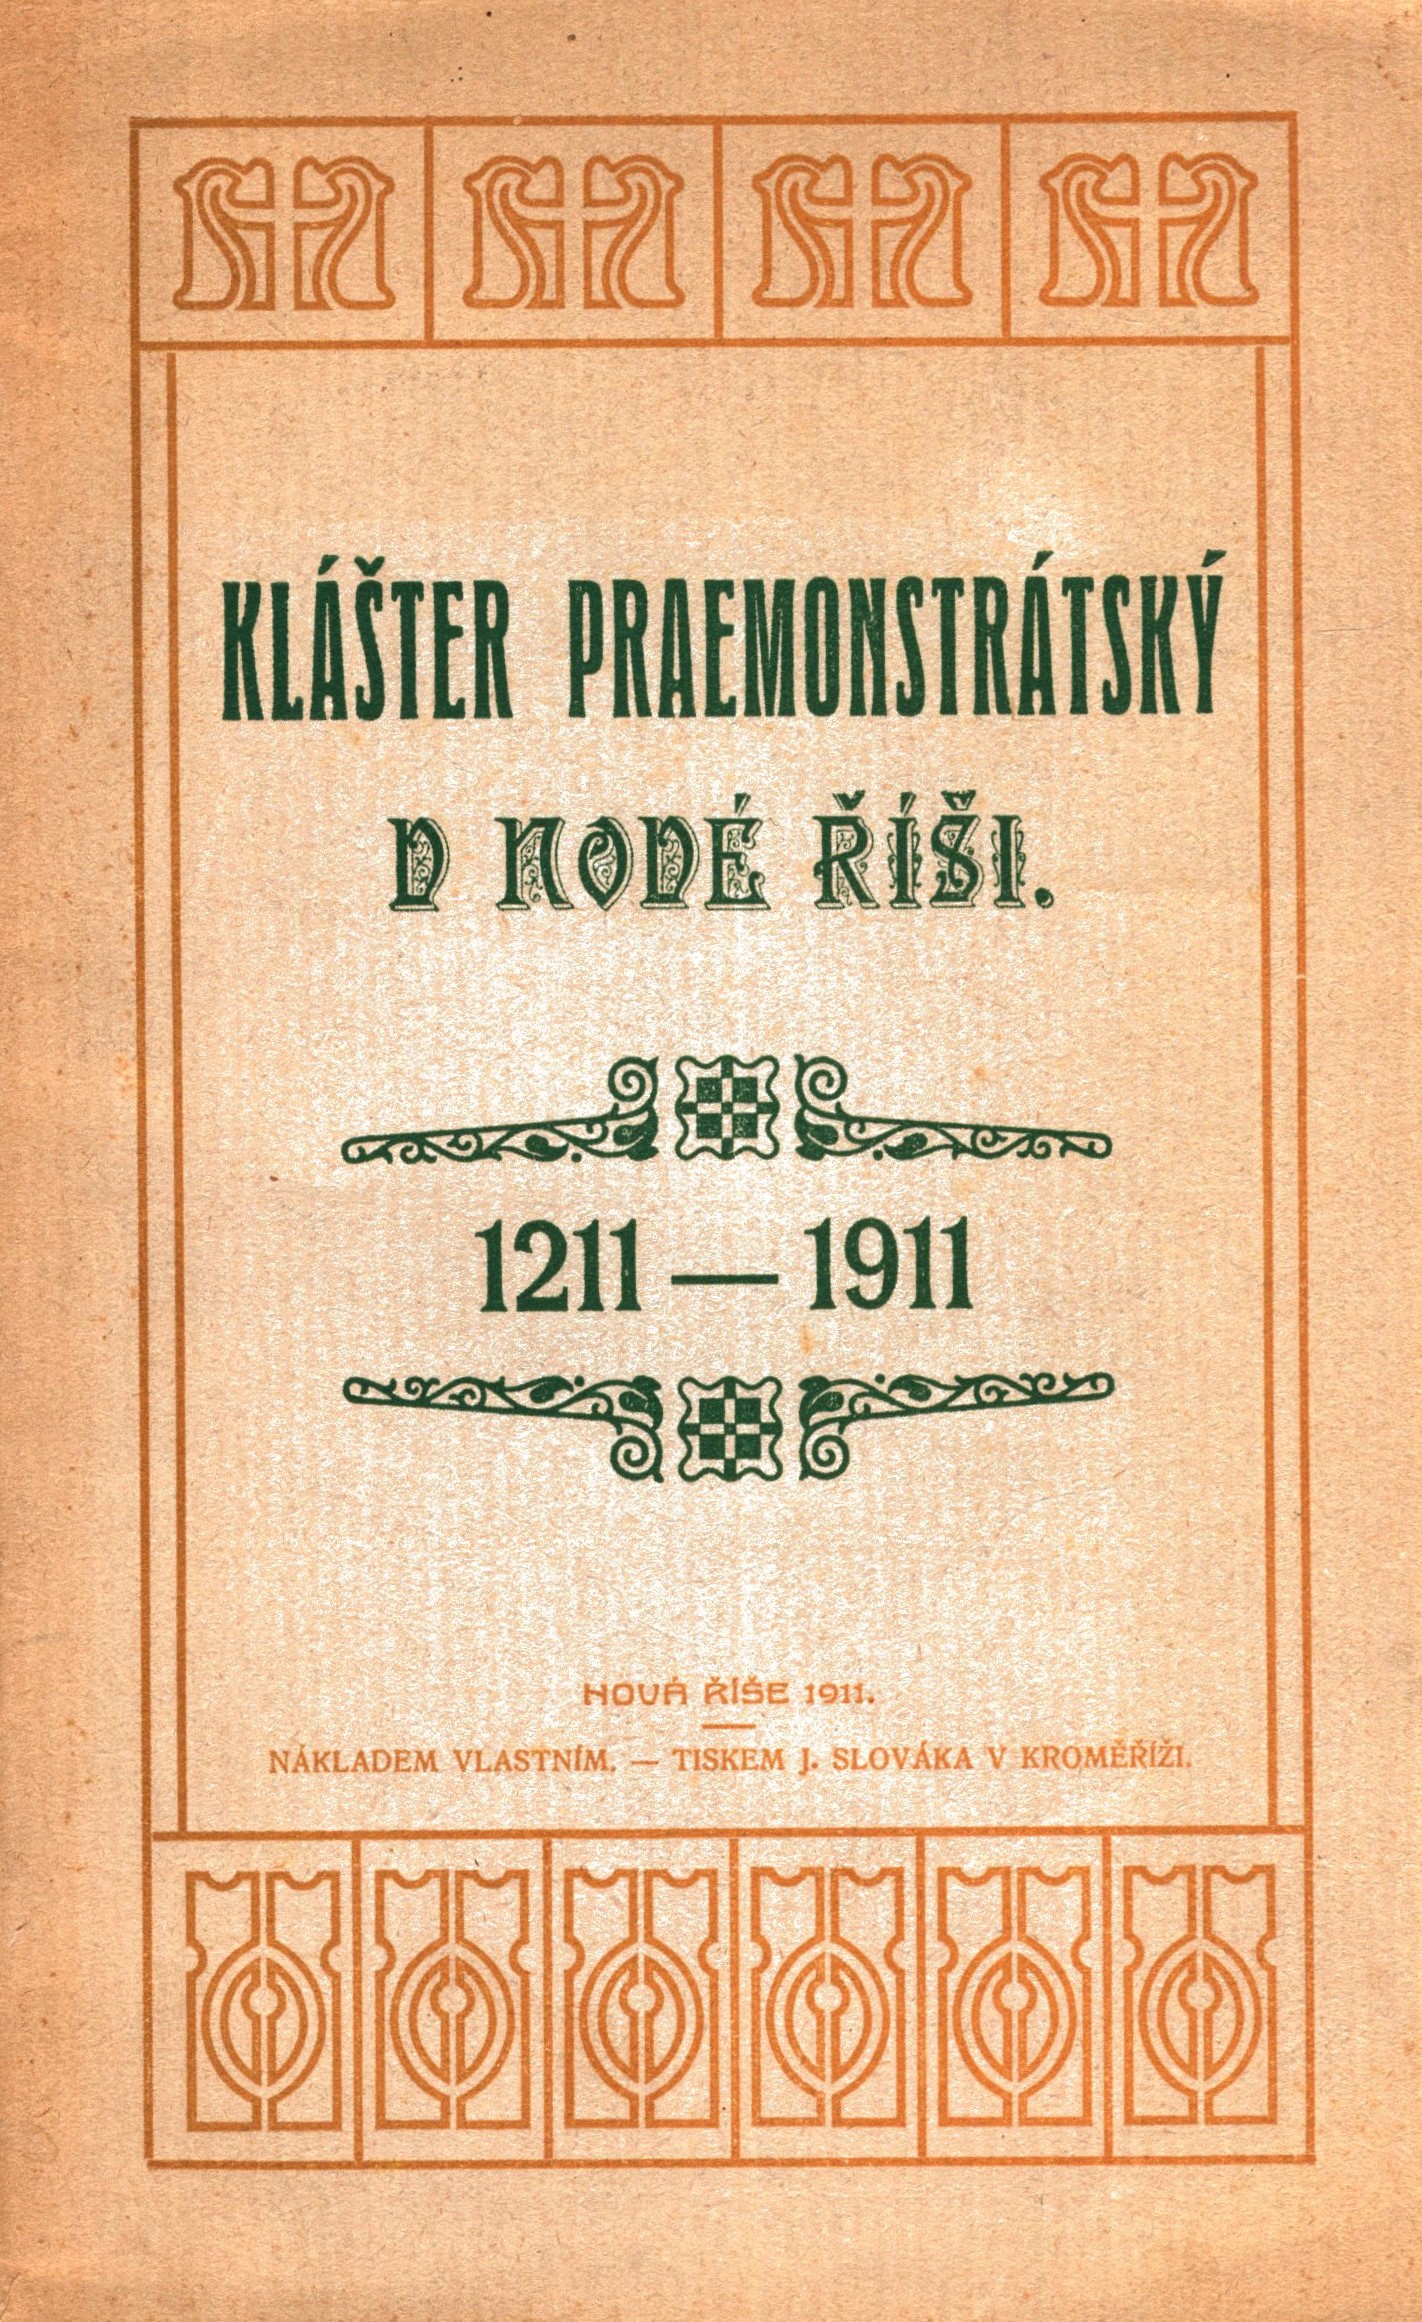 KLÁŠTER PRAEMONSTRÁTSKÝ
V NOVÉ ŘÍŠI.
1211 — 1911
NOVÁ ŘÍŠE 1911.
NÁKLADEM VLASTNÍM. — TISKEM J. SLOVÁKA V KROMĚŘÍŽI.